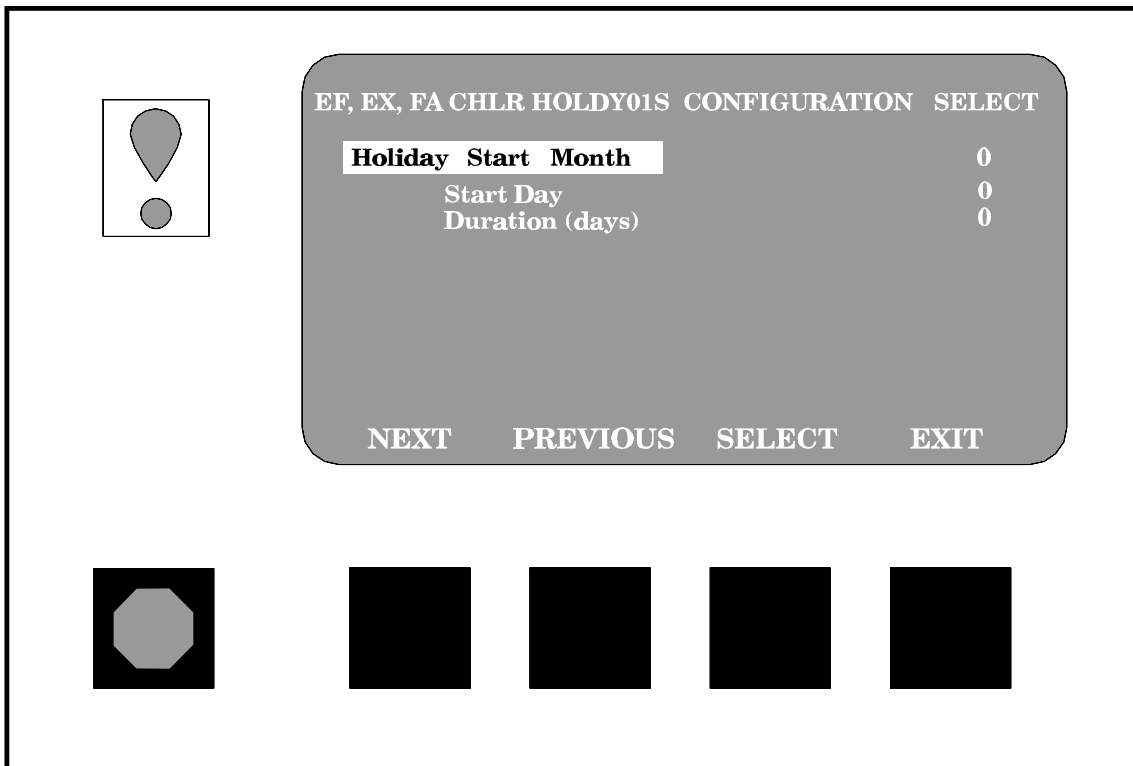 EF, EX, FA CHLR HOLDY01S CONFIGURATION SELECT
Holiday Start Month 0
Start Day 0
Duration (days) 0
NEXT PREVIOUS SELECT EXIT